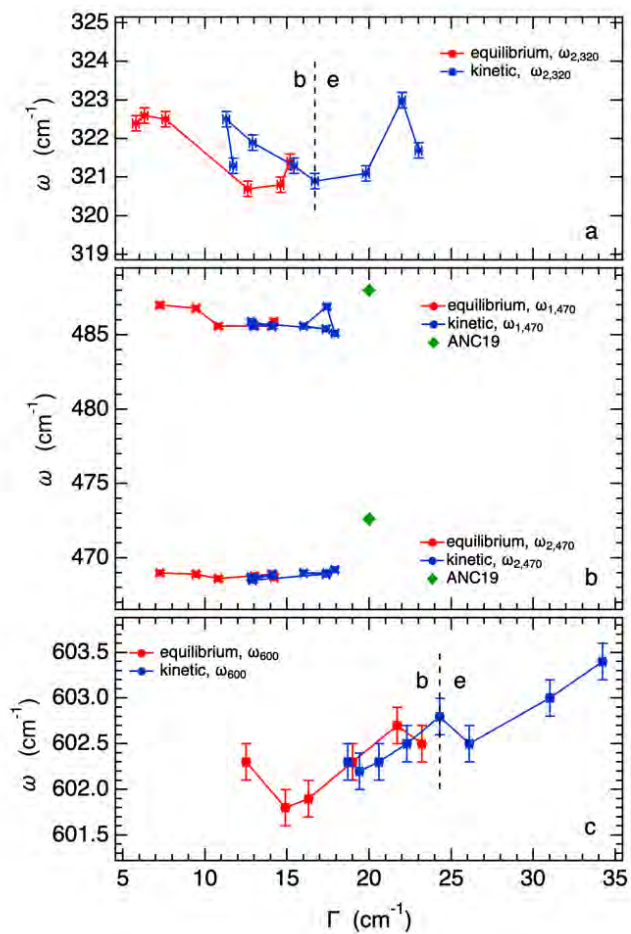 325
324
323
322
321
320
319
ω (cm⁻¹)
equilibrium, ω₂,₃₂₀
kinetic, ω₂,₃₂₀
b e
a
485
480
475
470
ω (cm⁻¹)
equilibrium, ω₁,₄₇₀
kinetic, ω₁,₄₇₀
ANC19
equilibrium, ω₂,₄₇₀
kinetic, ω₂,₄₇₀
ANC19
b
603.5
603.0
602.5
602.0
601.5
ω (cm⁻¹)
equilibrium, ω₆₀₀
kinetic, ω₆₀₀
b e
c
5 10 15 20 25 30 35
Γ (cm⁻¹)